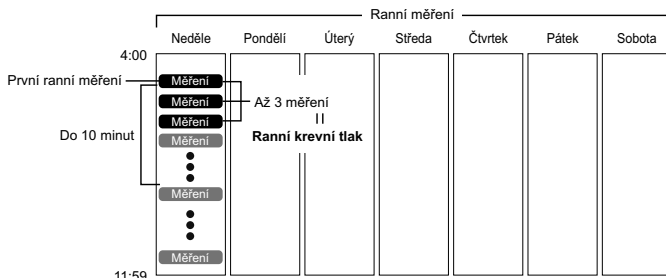 Ranní měření
Neděle Pondělí Úterý Středa Čtvrtek Pátek Sobota
4:00
První ranní měření
Měření
Měření
Až 3 měření
Měření
Do 10 minut
Měření
Ranní krevní tlak
Měření
Měření
11:59